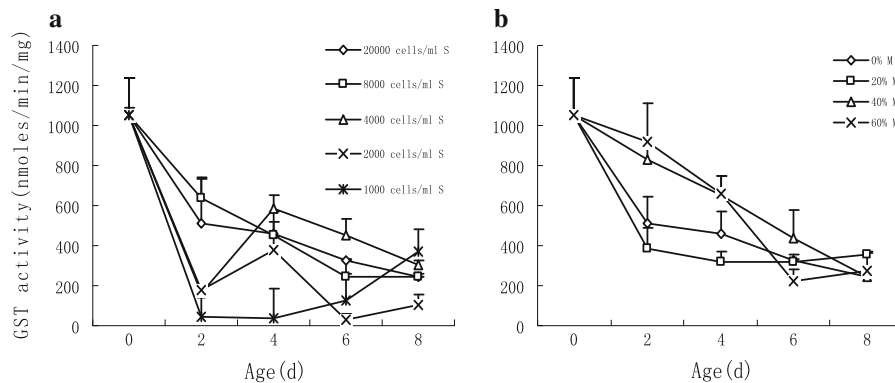 a
GST activity(nmoles/min/mg)
1400
1200
1000
800
600
400
200
0
0 2 4 6 8
Age(d)
20000 cells/ml S
8000 cells/ml S
4000 cells/ml S
2000 cells/ml S
1000 cells/ml S
b
1400
1200
1000
800
600
400
200
0
0 2 4 6 8
Age(d)
0% M
20% M
40% M
60% M